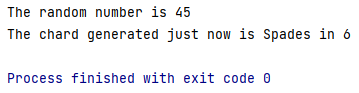 The random number is 45
The chard generated just now is Spades in 6
Process finished with exit code 0